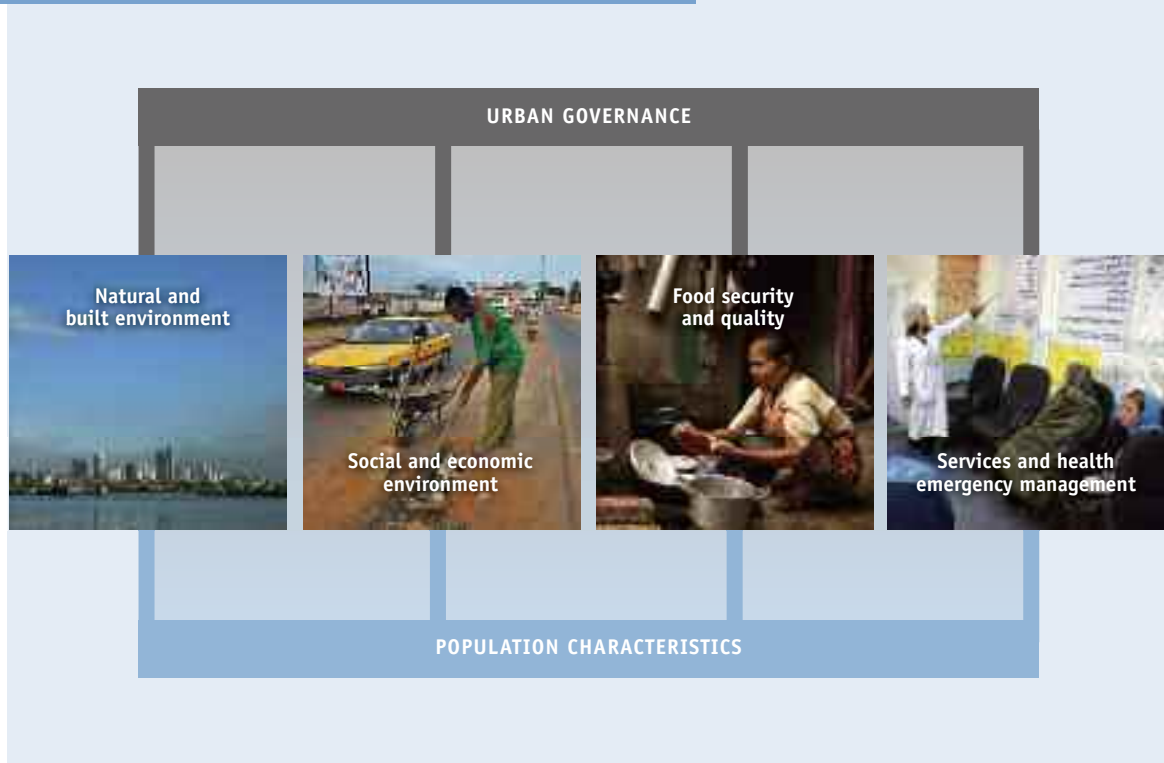 URBAN GOVERNANCE
Natural and
built environment
Social and economic
environment
Food security
and quality
Services and health
emergency management
POPULATION CHARACTERISTICS